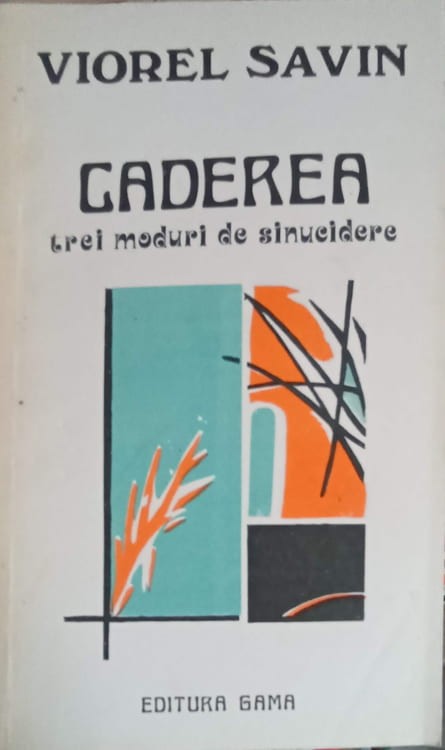 VIOREL SAVIN
CADEREA
trei moduri de sinucidere
EDITURA GAMA